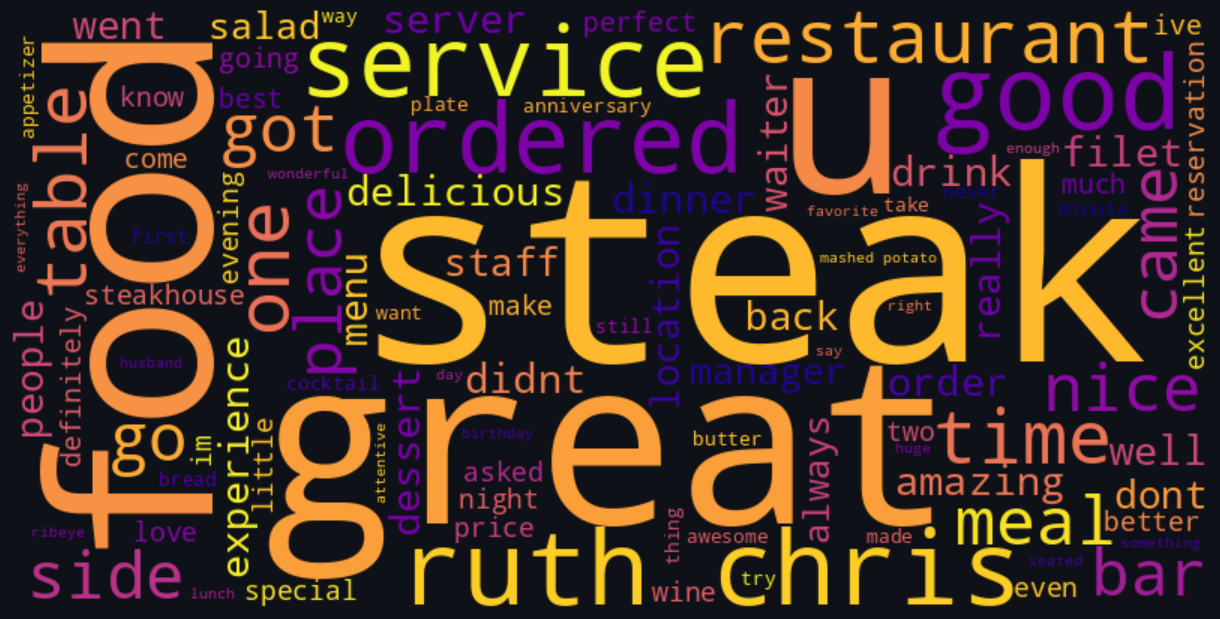 went
salad
way
server
perfect
restaurant
ive
appetizer
food
going
service
know
best
plate
anniversary
got
ordered
waiter
u
good
reservation
table
come
wonderful
delicious
dinner
drink
enough
filet
never
much
everything
first
evening
one
place
favorite
take
minute
came
steak
staff
location
mashed potato
really
excellent
steakhouse
menu
want
make
back
right
still
people
definitely
husband
experience
cocktail
day
didnt
say
manager
order
nice
go
im
little
great
attentive
dessert
birthday
butter
always
two
huge
time
well
bread
asked
night
amazing
dont
ribeye
love
price
thing
awesome
made
meal
better
something
side
lunch
special
ruth chris
wine
try
seated
even
bar